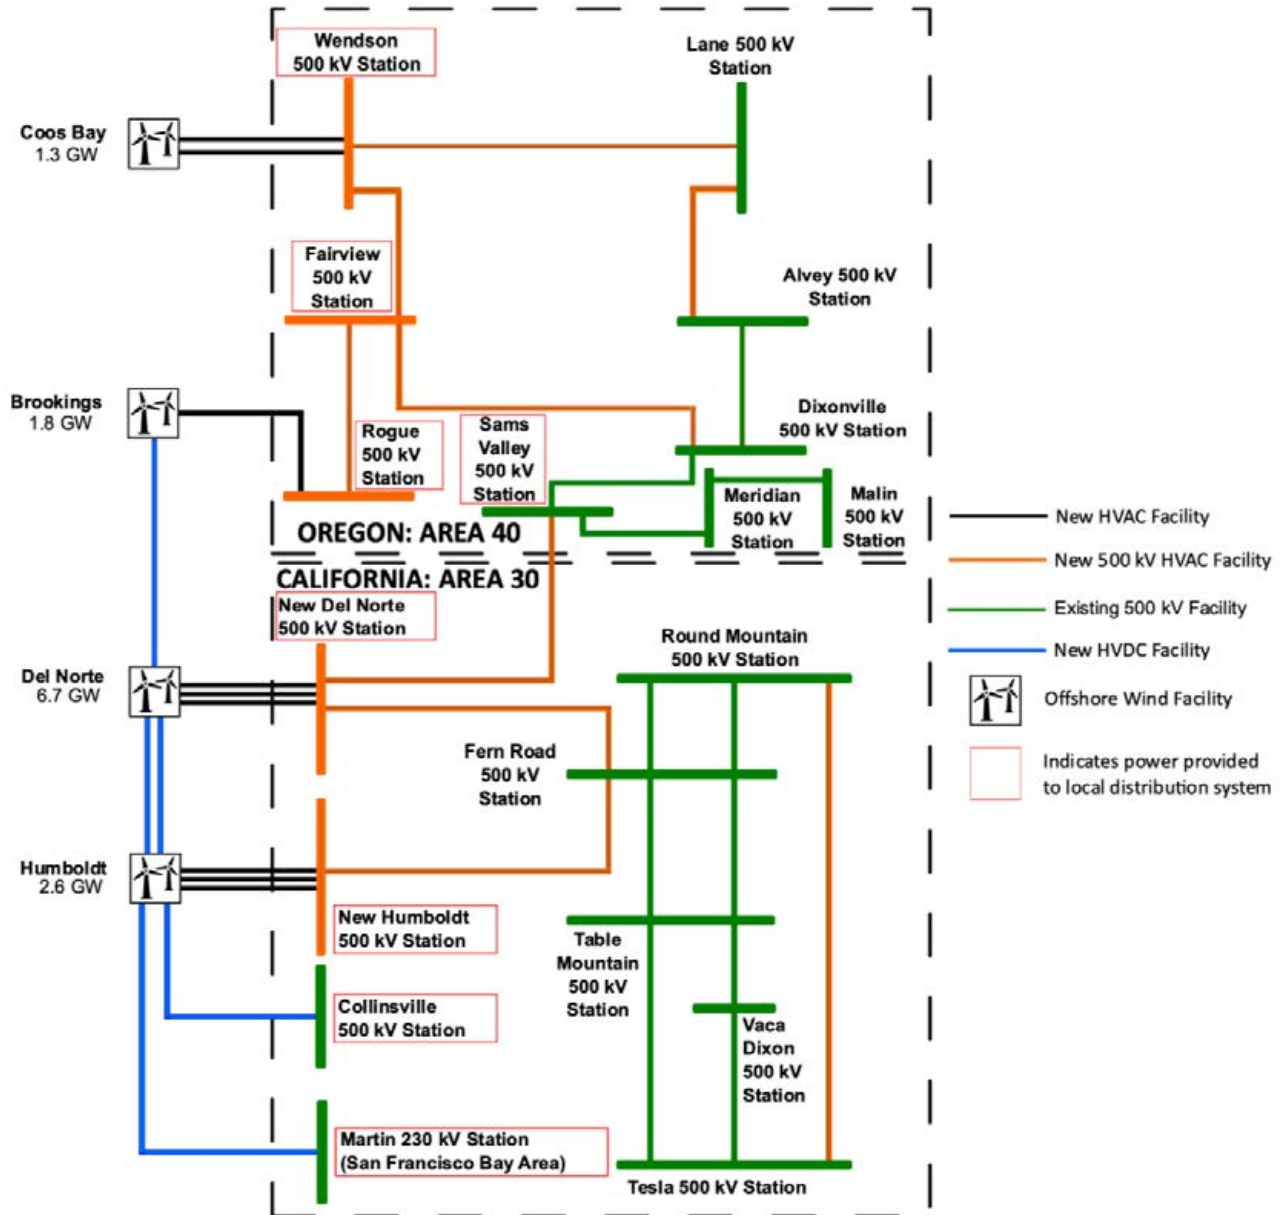 Wendson
500 kV Station
Lane 500 kV
Station
Coos Bay
1.3 GW
Fairview
500 kV
Station
Alvey 500 kV
Station
Brookings
1.8 GW
Rogue
500 kV
Station
Sams
Valley
500 kV
Station
Dixonville
500 kV Station
Meridian
500 kV
Station
Malin
500 kV
Station
OREGON: AREA 40
CALIFORNIA: AREA 30
New Del Norte
500 kV Station
Round Mountain
500 kV Station
Del Norte
6.7 GW
Fern Road
500 kV
Station
Humboldt
2.6 GW
New Humboldt
500 kV Station
Table
Mountain
500 kV
Station
Collinsville
500 kV Station
Vaca
Dixon
500 kV
Station
Martin 230 kV Station
(San Francisco Bay Area)
Tesla 500 kV Station
New HVAC Facility
New 500 kV HVAC Facility
Existing 500 kV Facility
New HVDC Facility
Offshore Wind Facility
Indicates power provided
to local distribution system